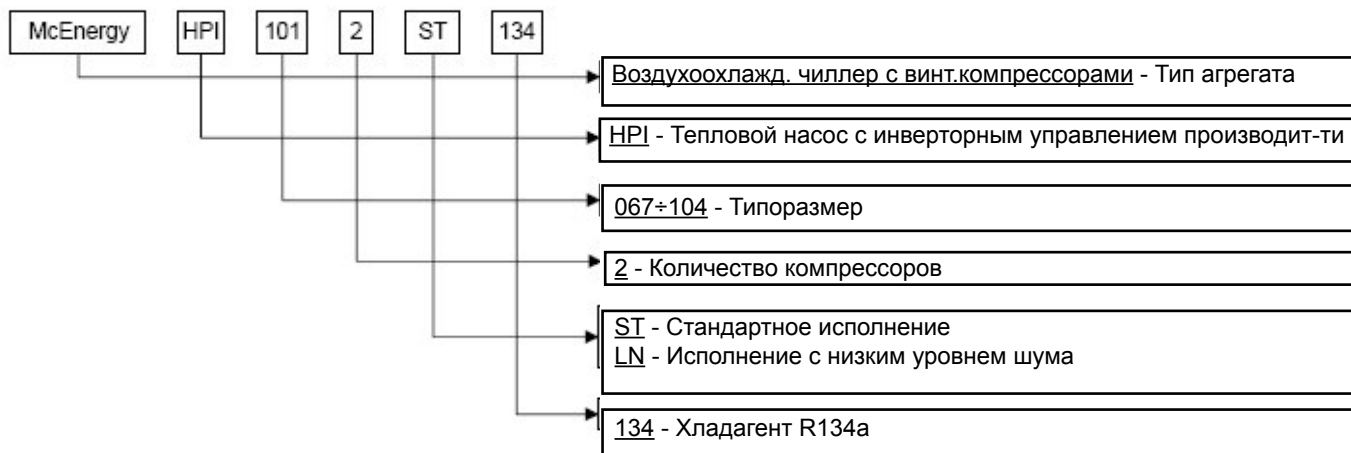 McEnergy HPI 101 2 ST 134
Воздухоохлажд. чиллер с винт.компрессорами - Тип агрегата
HPI - Тепловой насос с инверторным управлением производит-ти
067÷104 - Типоразмер
2 - Количество компрессоров
ST - Стандартное исполнение
LN - Исполнение с низким уровнем шума
134 - Хладагент R134a